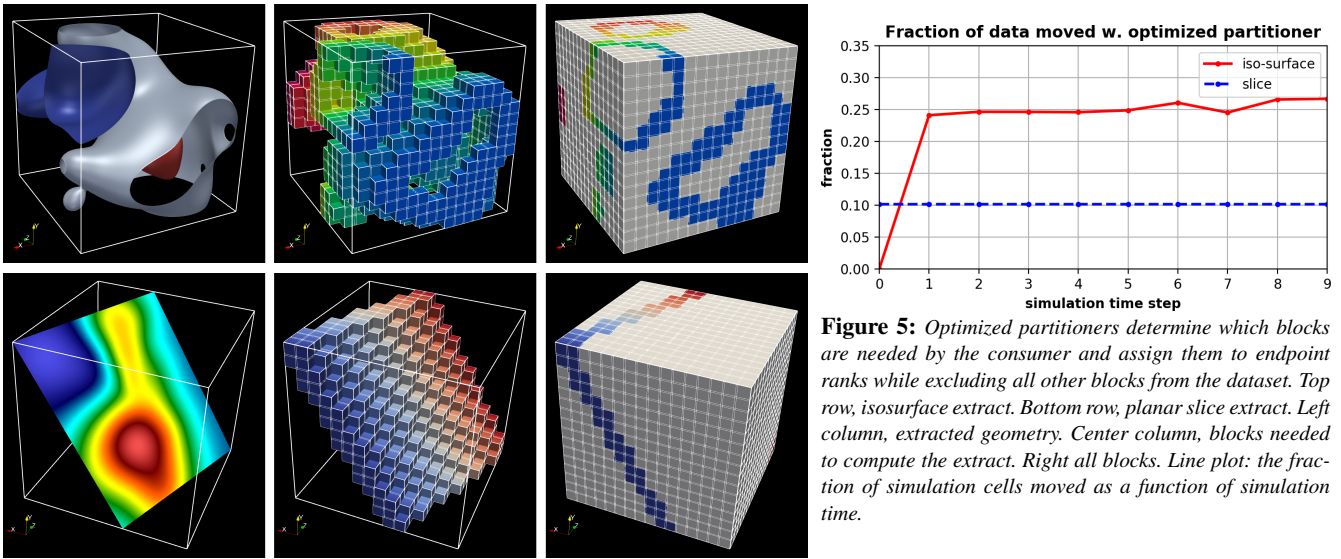 Fraction of data moved w. optimized partitioner
0.35
0.30
0.25
0.20
0.15
0.10
0.05
0.00
fraction
iso-surface
slice
0 1 2 3 4 5 6 7 8 9
simulation time step
Figure 5: Optimized partitioners determine which blocks
are needed by the consumer and assign them to endpoint
ranks while excluding all other blocks from the dataset. Top
row, isosurface extract. Bottom row, planar slice extract. Left
column, extracted geometry. Center column, blocks needed
to compute the extract. Right all blocks. Line plot: the frac-
tion of simulation cells moved as a function of simulation
time.
X Y Z
X Y Z
X Y Z
X Y Z
X Y Z
X Y Z